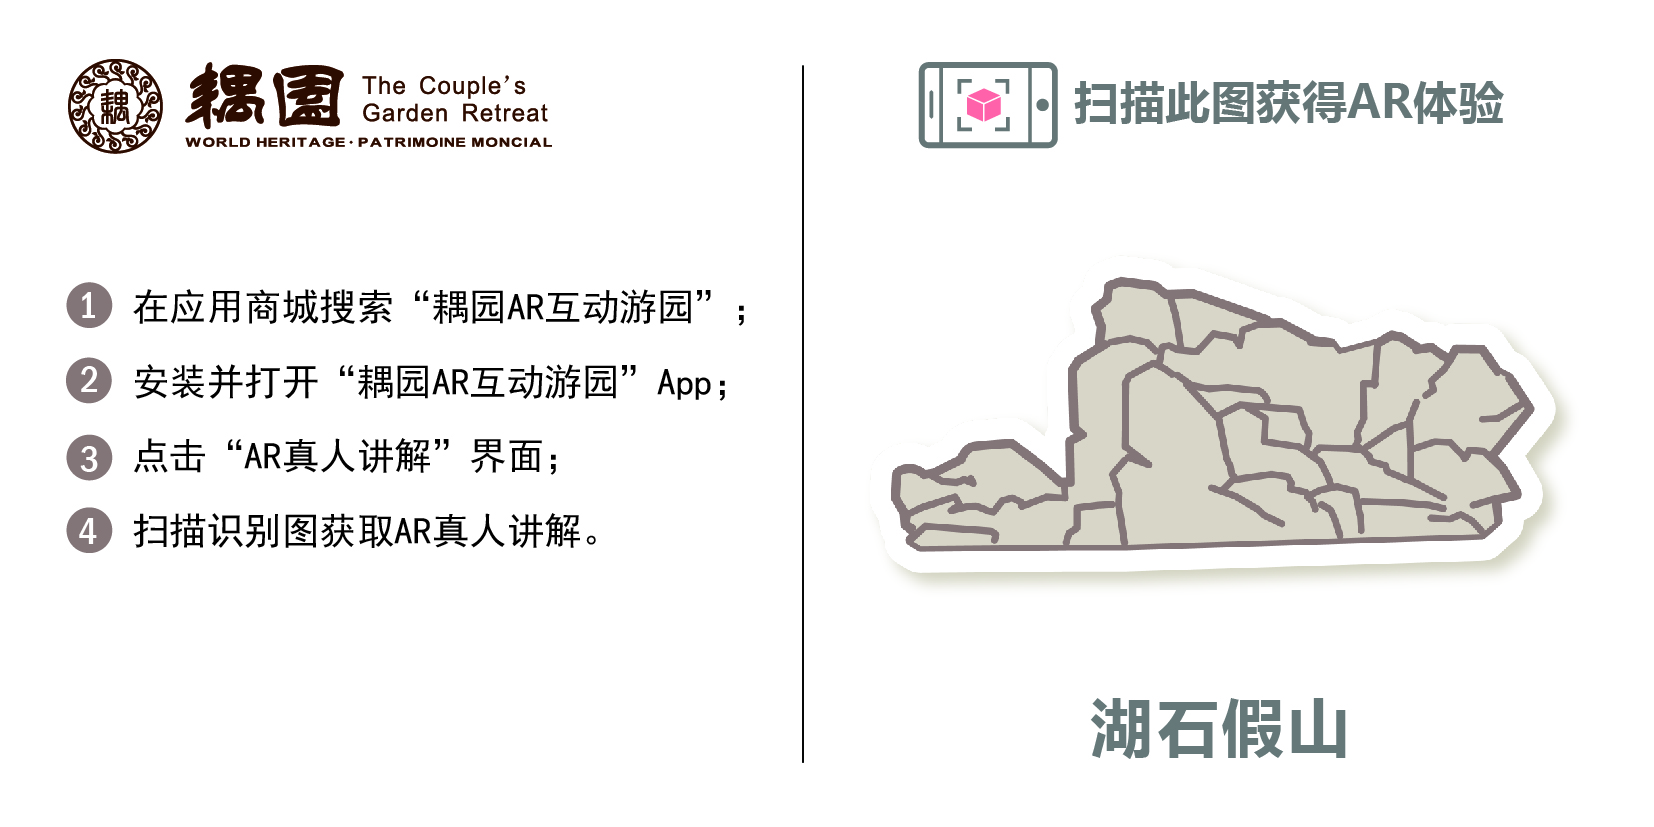 耦
耦園
The Couple's
Garden Retreat
WORLD HERITAGE·PATRIMOINE MONCIAL
1 在应用商城搜索“耦园AR互动游园”；
2 安装并打开“耦园AR互动游园”App；
3 点击“AR真人讲解”界面；
4 扫描识别图获取AR真人讲解。
扫描此图获得AR体验
湖石假山